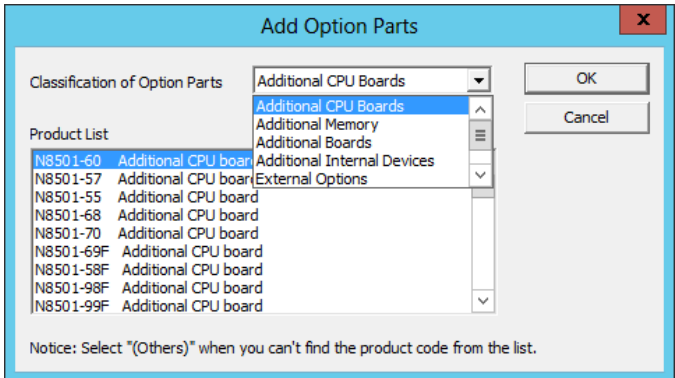 Add Option Parts
x
Classification of Option Parts
Additional CPU Boards
OK
Additional CPU Boards
Additional Memory
Additional Boards
Additional Internal Devices
External Options
Cancel
Product List
N8501-60 Additional CPU board
N8501-57 Additional CPU board
N8501-55 Additional CPU board
N8501-68 Additional CPU board
N8501-70 Additional CPU board
N8501-69F Additional CPU board
N8501-58F Additional CPU board
N8501-98F Additional CPU board
N8501-99F Additional CPU board
Notice: Select "(Others)" when you can't find the product code from the list.